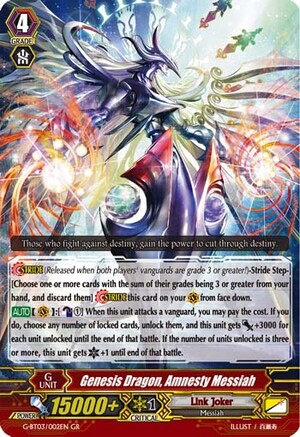 4
GRADE
Those who fight against destiny, gain the power to cut through destiny.
STRIDE (Released when both players' vanguards are grade 3 or greater!)-Stride Step-
[Choose one or more cards with the sum of their grades being 3 or greater from
your hand, and discard them] STRIDE this card on your from face down.
AUTO [1] When this unit attacks a vanguard, you may pay the cost. If you
do, choose any number of locked cards, unlock them, and this unit gets +3000 for
each unit unlocked until the end of that battle. If the number of units unlocked is three
or more, this unit gets +1 until end of that battle.
G
UNIT
Genesis Dragon, Amnesty Messiah
POWER
15000+
1
CRITICAL
Link Joker
Messiah
G-BT03/002EN GR
ILLUST / 百瀬寿